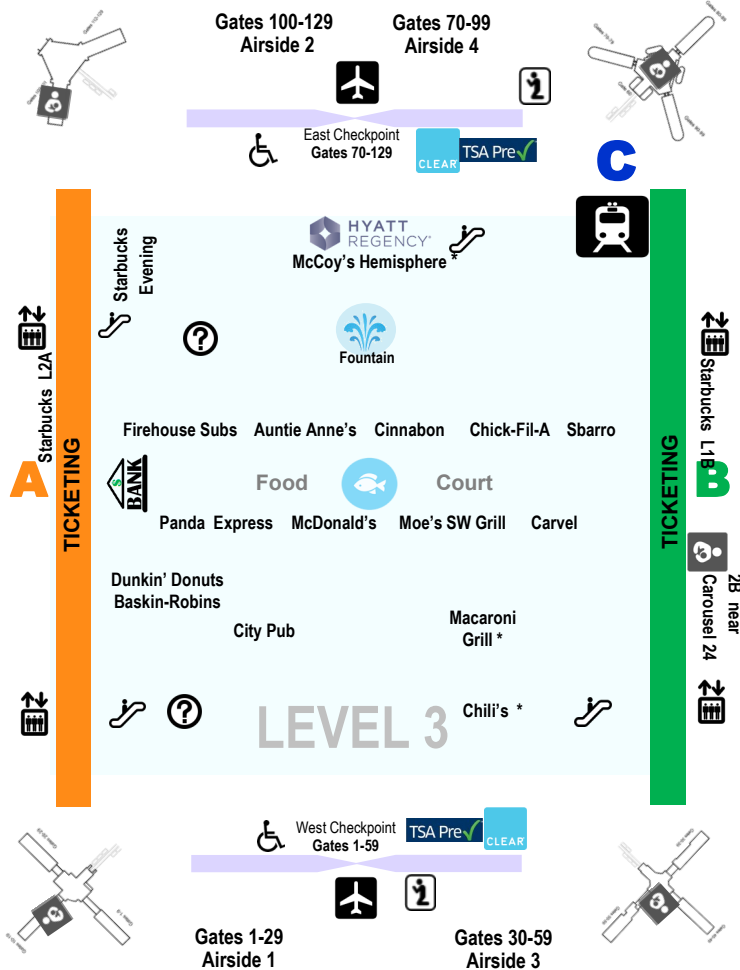 Gates 100-129
Airside 2
Gates 70-99
Airside 4
East Checkpoint
Gates 70-129
CLEAR
TSA Pre
C
HYATT
REGENCY
McCoy's Hemisphere *
Starbucks
Evening
?
Fountain
Starbucks L2A
Starbucks L1B
Firehouse Subs
Auntie Anne's
Cinnabon
Chick-Fil-A
Sbarro
A
TICKETING
$
BANK
Food
Court
TICKETING
B
Panda Express
McDonald's
Moe's SW Grill
Carvel
Dunkin' Donuts
Baskin-Robins
2B near
Carousel 24
City Pub
Macaroni
Grill *
?
LEVEL 3
Chili's *
West Checkpoint
Gates 1-59
TSA Pre
CLEAR
Gates 1-29
Airside 1
Gates 30-59
Airside 3